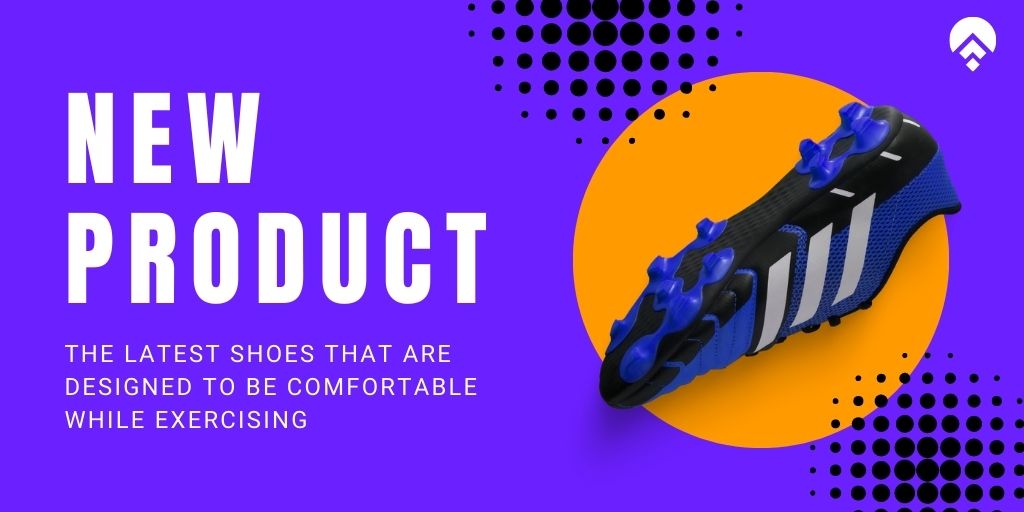 NEW
PRODUCT
THE LATEST SHOES THAT ARE
DESIGNED TO BE COMFORTABLE
WHILE EXERCISING